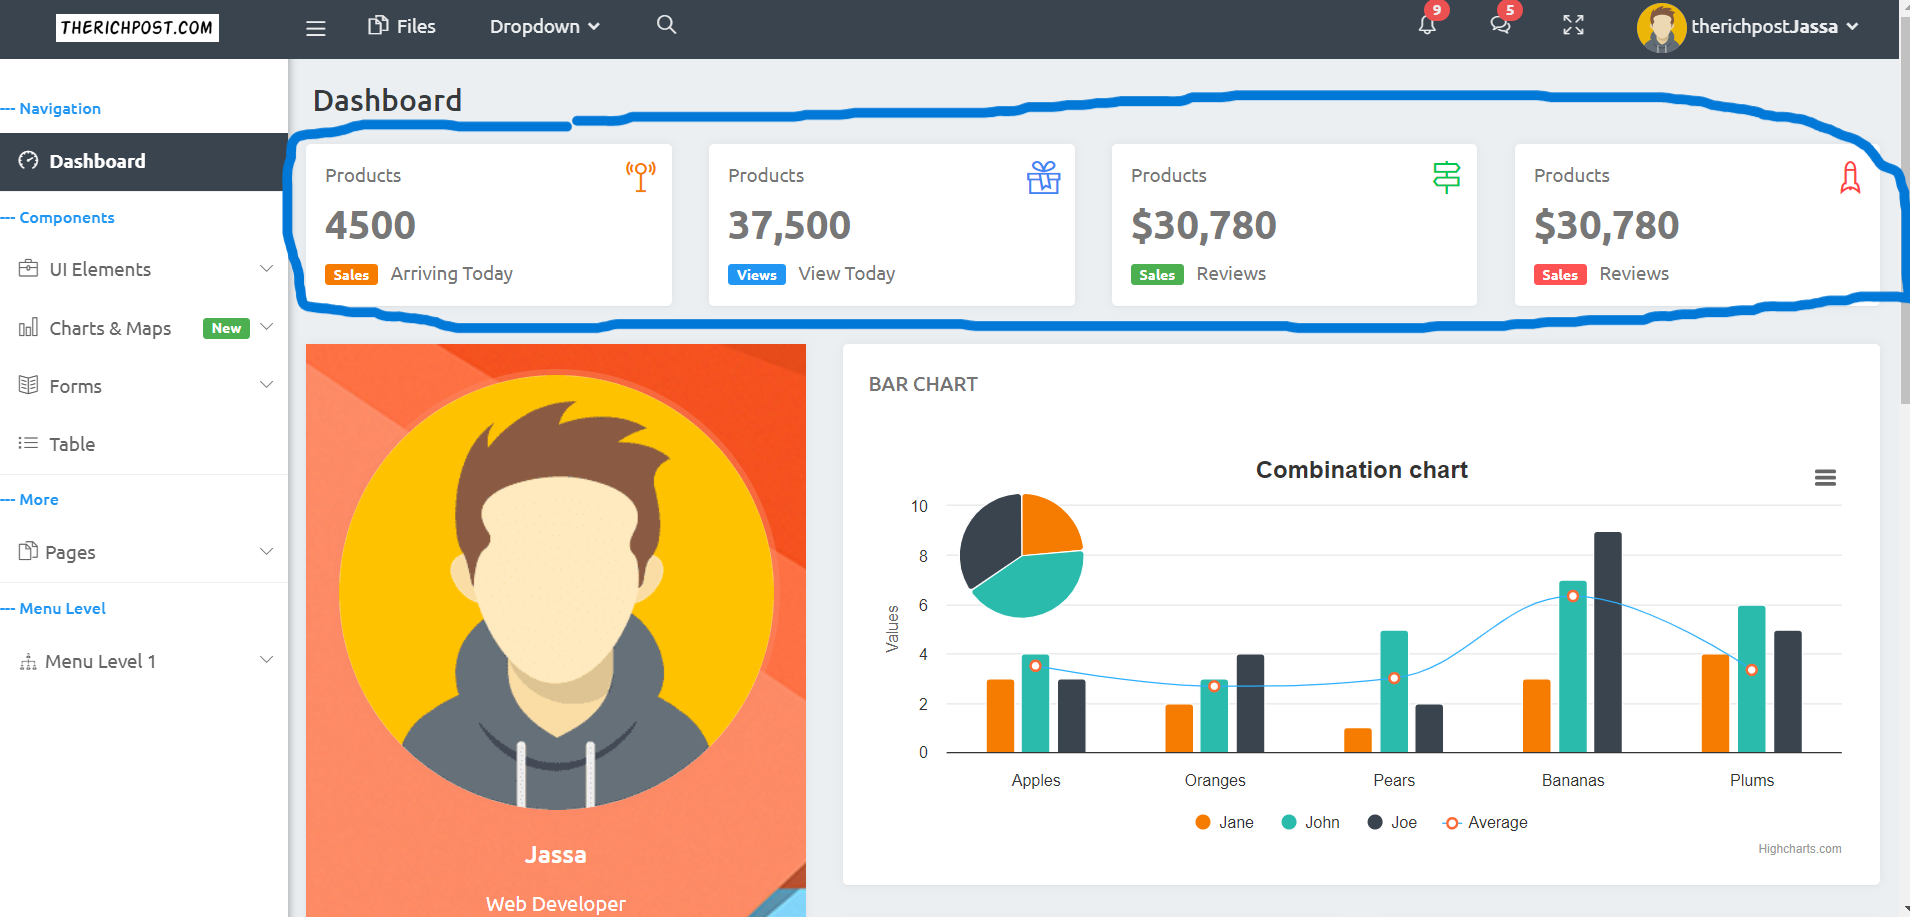 THERICHPOST.COM
Files
Dropdown
9
5
therichpostJassa
--- Navigation
Dashboard
--- Components
UI Elements
Charts & Maps New
Forms
Table
--- More
Pages
--- Menu Level
Menu Level 1
Dashboard
Products
4500
Sales Arriving Today
Products
37,500
Views View Today
Products
$30,780
Sales Reviews
Products
$30,780
Sales Reviews
Jassa
Web Developer
BAR CHART
Combination chart
Values
10
8
6
4
2
0
Apples Oranges Pears Bananas Plums
Jane John Joe Average
Highcharts.com